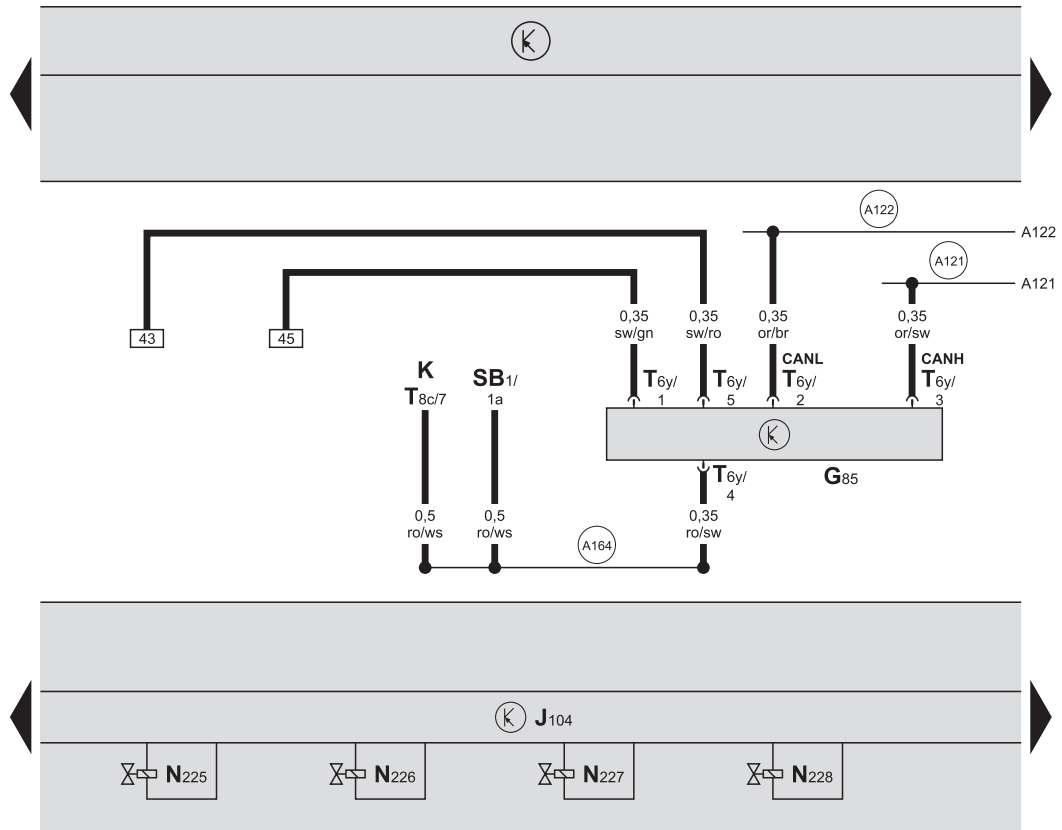 A122
A122
A121
A121
0,35
sw/gn
0,35
sw/ro
0,35
or/br
0,35
or/sw
43
45
K
T8c/7
SB1/
1a
T6y/
1
T6y/
5
CANL
T6y/
2
CANH
T6y/
3
T6y/
4
G85
0,5
ro/ws
0,5
ro/ws
A164
0,35
ro/sw
J104
N225
N226
N227
N228